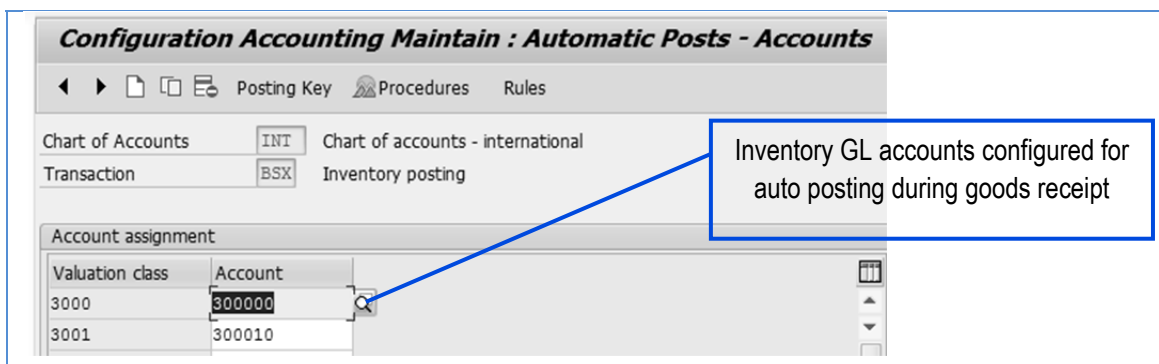 Configuration Accounting Maintain : Automatic Posts - Accounts
Posting Key Procedures Rules
Chart of Accounts INT Chart of accounts - international
Transaction BSX Inventory posting
Inventory GL accounts configured for
auto posting during goods receipt
Account assignment
Valuation class Account
3000 300000
3001 300010